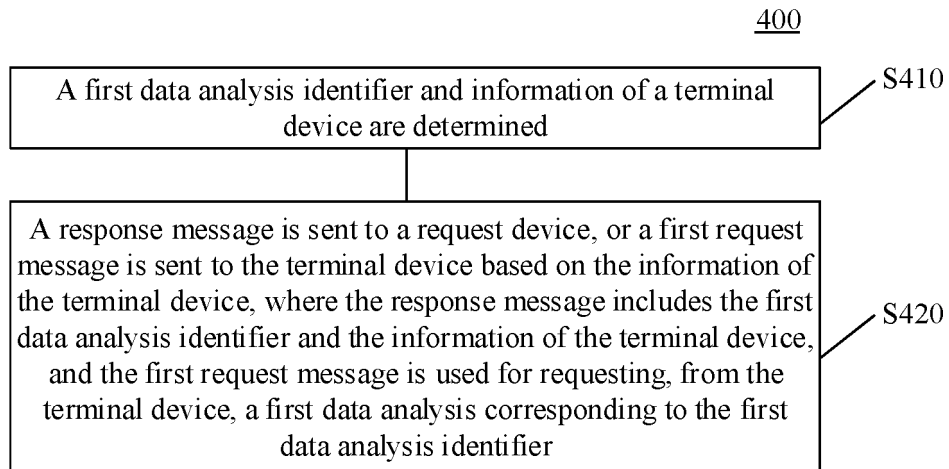 400
A first data analysis identifier and information of a terminal
device are determined
S410
A response message is sent to a request device, or a first request
message is sent to the terminal device based on the information of
the terminal device, where the response message includes the first
data analysis identifier and the information of the terminal device,
and the first request message is used for requesting, from the
terminal device, a first data analysis corresponding to the first
data analysis identifier
S420